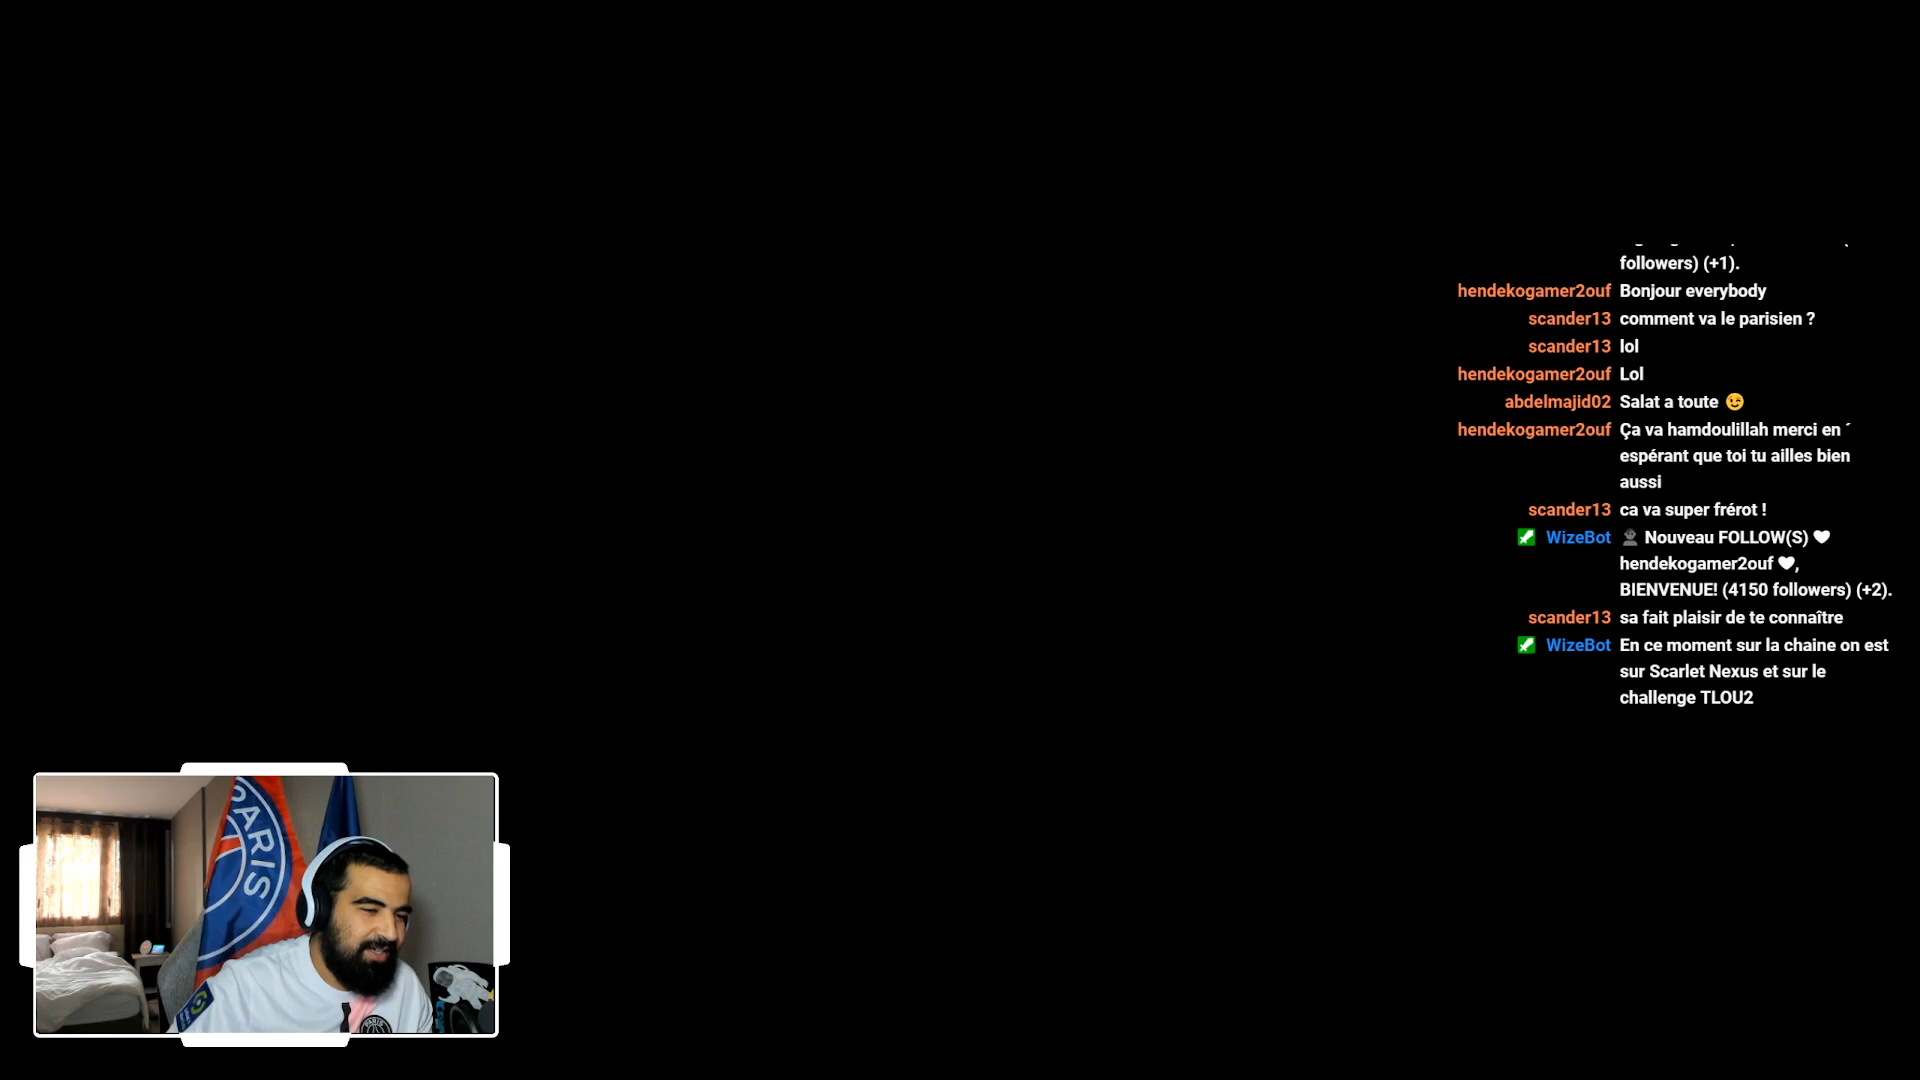 followers) (+1).
hendekogamer2ouf Bonjour everybody
scander13 comment va le parisien ?
scander13 lol
hendekogamer2ouf Lol
abdelmajid02 Salat a toute 😉
hendekogamer2ouf Ça va hamdoulillah merci en ´
espérant que toi tu ailles bien
aussi
scander13 ca va super frérot !
WizeBot Nouveau FOLLOW(S) 🤍
hendekogamer2ouf 🤍,
BIENVENUE! (4150 followers) (+2).
scander13 sa fait plaisir de te connaître
WizeBot En ce moment sur la chaine on est
sur Scarlet Nexus et sur le
challenge TLOU2
PARIS
PARIS